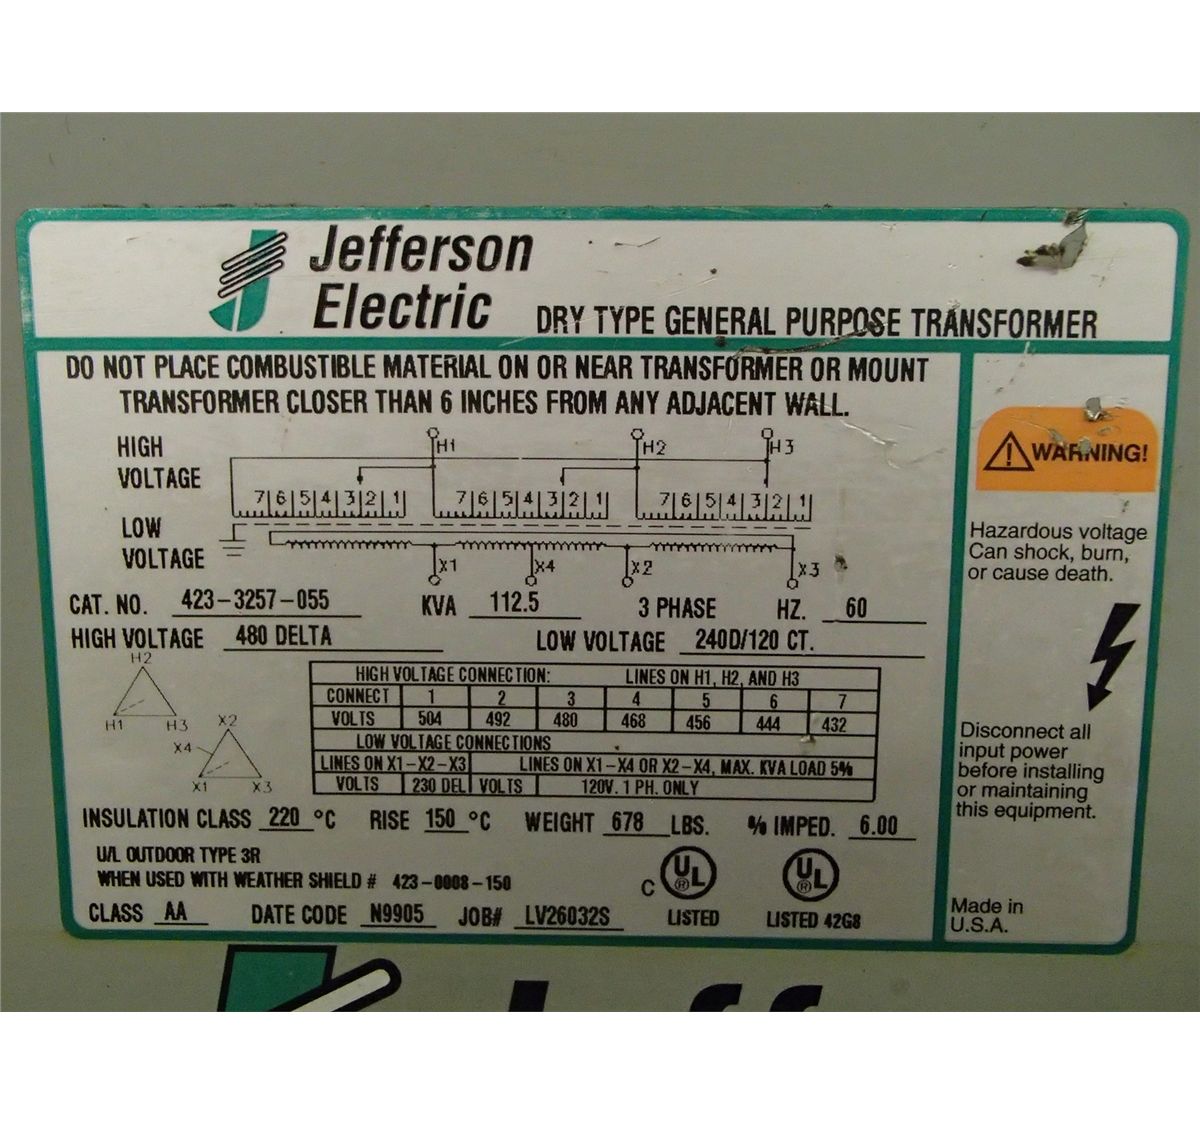 Jefferson
Electric
DRY TYPE GENERAL PURPOSE TRANSFORMER
DO NOT PLACE COMBUSTIBLE MATERIAL ON OR NEAR TRANSFORMER OR MOUNT
TRANSFORMER CLOSER THAN 6 INCHES FROM ANY ADJACENT WALL.
HIGH
VOLTAGE
H1 H2 H3
7 6 5 4 3 2 1 7 6 5 4 3 2 1 7 6 5 4 3 2 1
LOW
VOLTAGE
X1 X4 X2 X3
CAT. NO. 423-3257-055 KVA 112.5 3 PHASE HZ. 60
HIGH VOLTAGE 480 DELTA LOW VOLTAGE 240D/120 CT.
H2
H1 H3
X2
X4
X1 X3
HIGH VOLTAGE CONNECTION: LINES ON H1, H2, AND H3
CONNECT 1 2 3 4 5 6 7
VOLTS 504 492 480 468 456 444 432
LOW VOLTAGE CONNECTIONS
LINES ON X1-X2-X3 LINES ON X1-X4 OR X2-X4, MAX. KVA LOAD 5%
VOLTS 230 DEL VOLTS 120V. 1 PH. ONLY
INSULATION CLASS 220 °C RISE 150 °C WEIGHT 678 LBS. % IMPED. 6.00
U/L OUTDOOR TYPE 3R
WHEN USED WITH WEATHER SHIELD # 423-0008-150
CLASS AA DATE CODE N9905 JOB# LV26032S
C UL ® LISTED
UL ® LISTED 42G8
WARNING!
Hazardous voltage
Can shock, burn,
or cause death.
Disconnect all
input power
before installing
or maintaining
this equipment.
Made in
U.S.A.